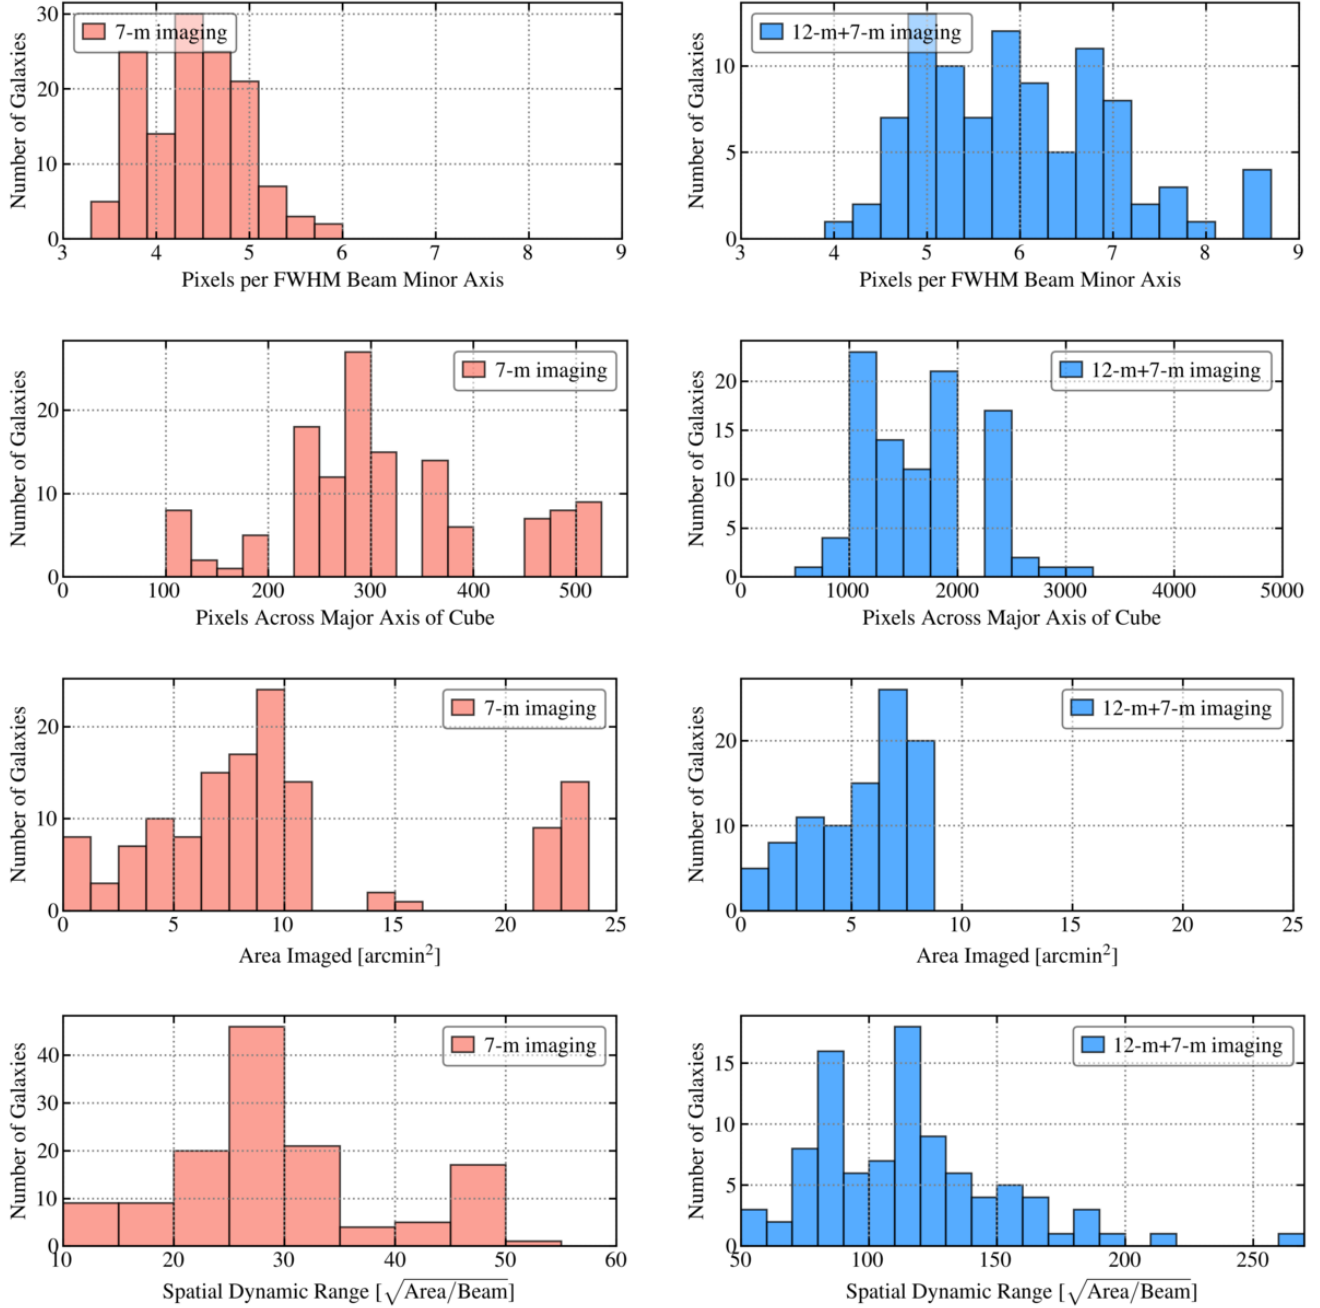 30
20
10
0
Number of Galaxies
7-m imaging
3 4 5 6 7 8 9
Pixels per FWHM Beam Minor Axis
10
5
0
Number of Galaxies
12-m+7-m imaging
3 4 5 6 7 8 9
Pixels per FWHM Beam Minor Axis
20
10
0
Number of Galaxies
7-m imaging
0 100 200 300 400 500
Pixels Across Major Axis of Cube
20
15
10
5
0
Number of Galaxies
12-m+7-m imaging
0 1000 2000 3000 4000 5000
Pixels Across Major Axis of Cube
20
10
0
Number of Galaxies
7-m imaging
0 5 10 15 20 25
Area Imaged [arcmin²]
20
10
0
Number of Galaxies
12-m+7-m imaging
0 5 10 15 20 25
Area Imaged [arcmin²]
40
30
20
10
0
Number of Galaxies
7-m imaging
10 20 30 40 50 60
Spatial Dynamic Range [√Area/Beam]
15
10
5
0
Number of Galaxies
12-m+7-m imaging
50 100 150 200 250
Spatial Dynamic Range [√Area/Beam]